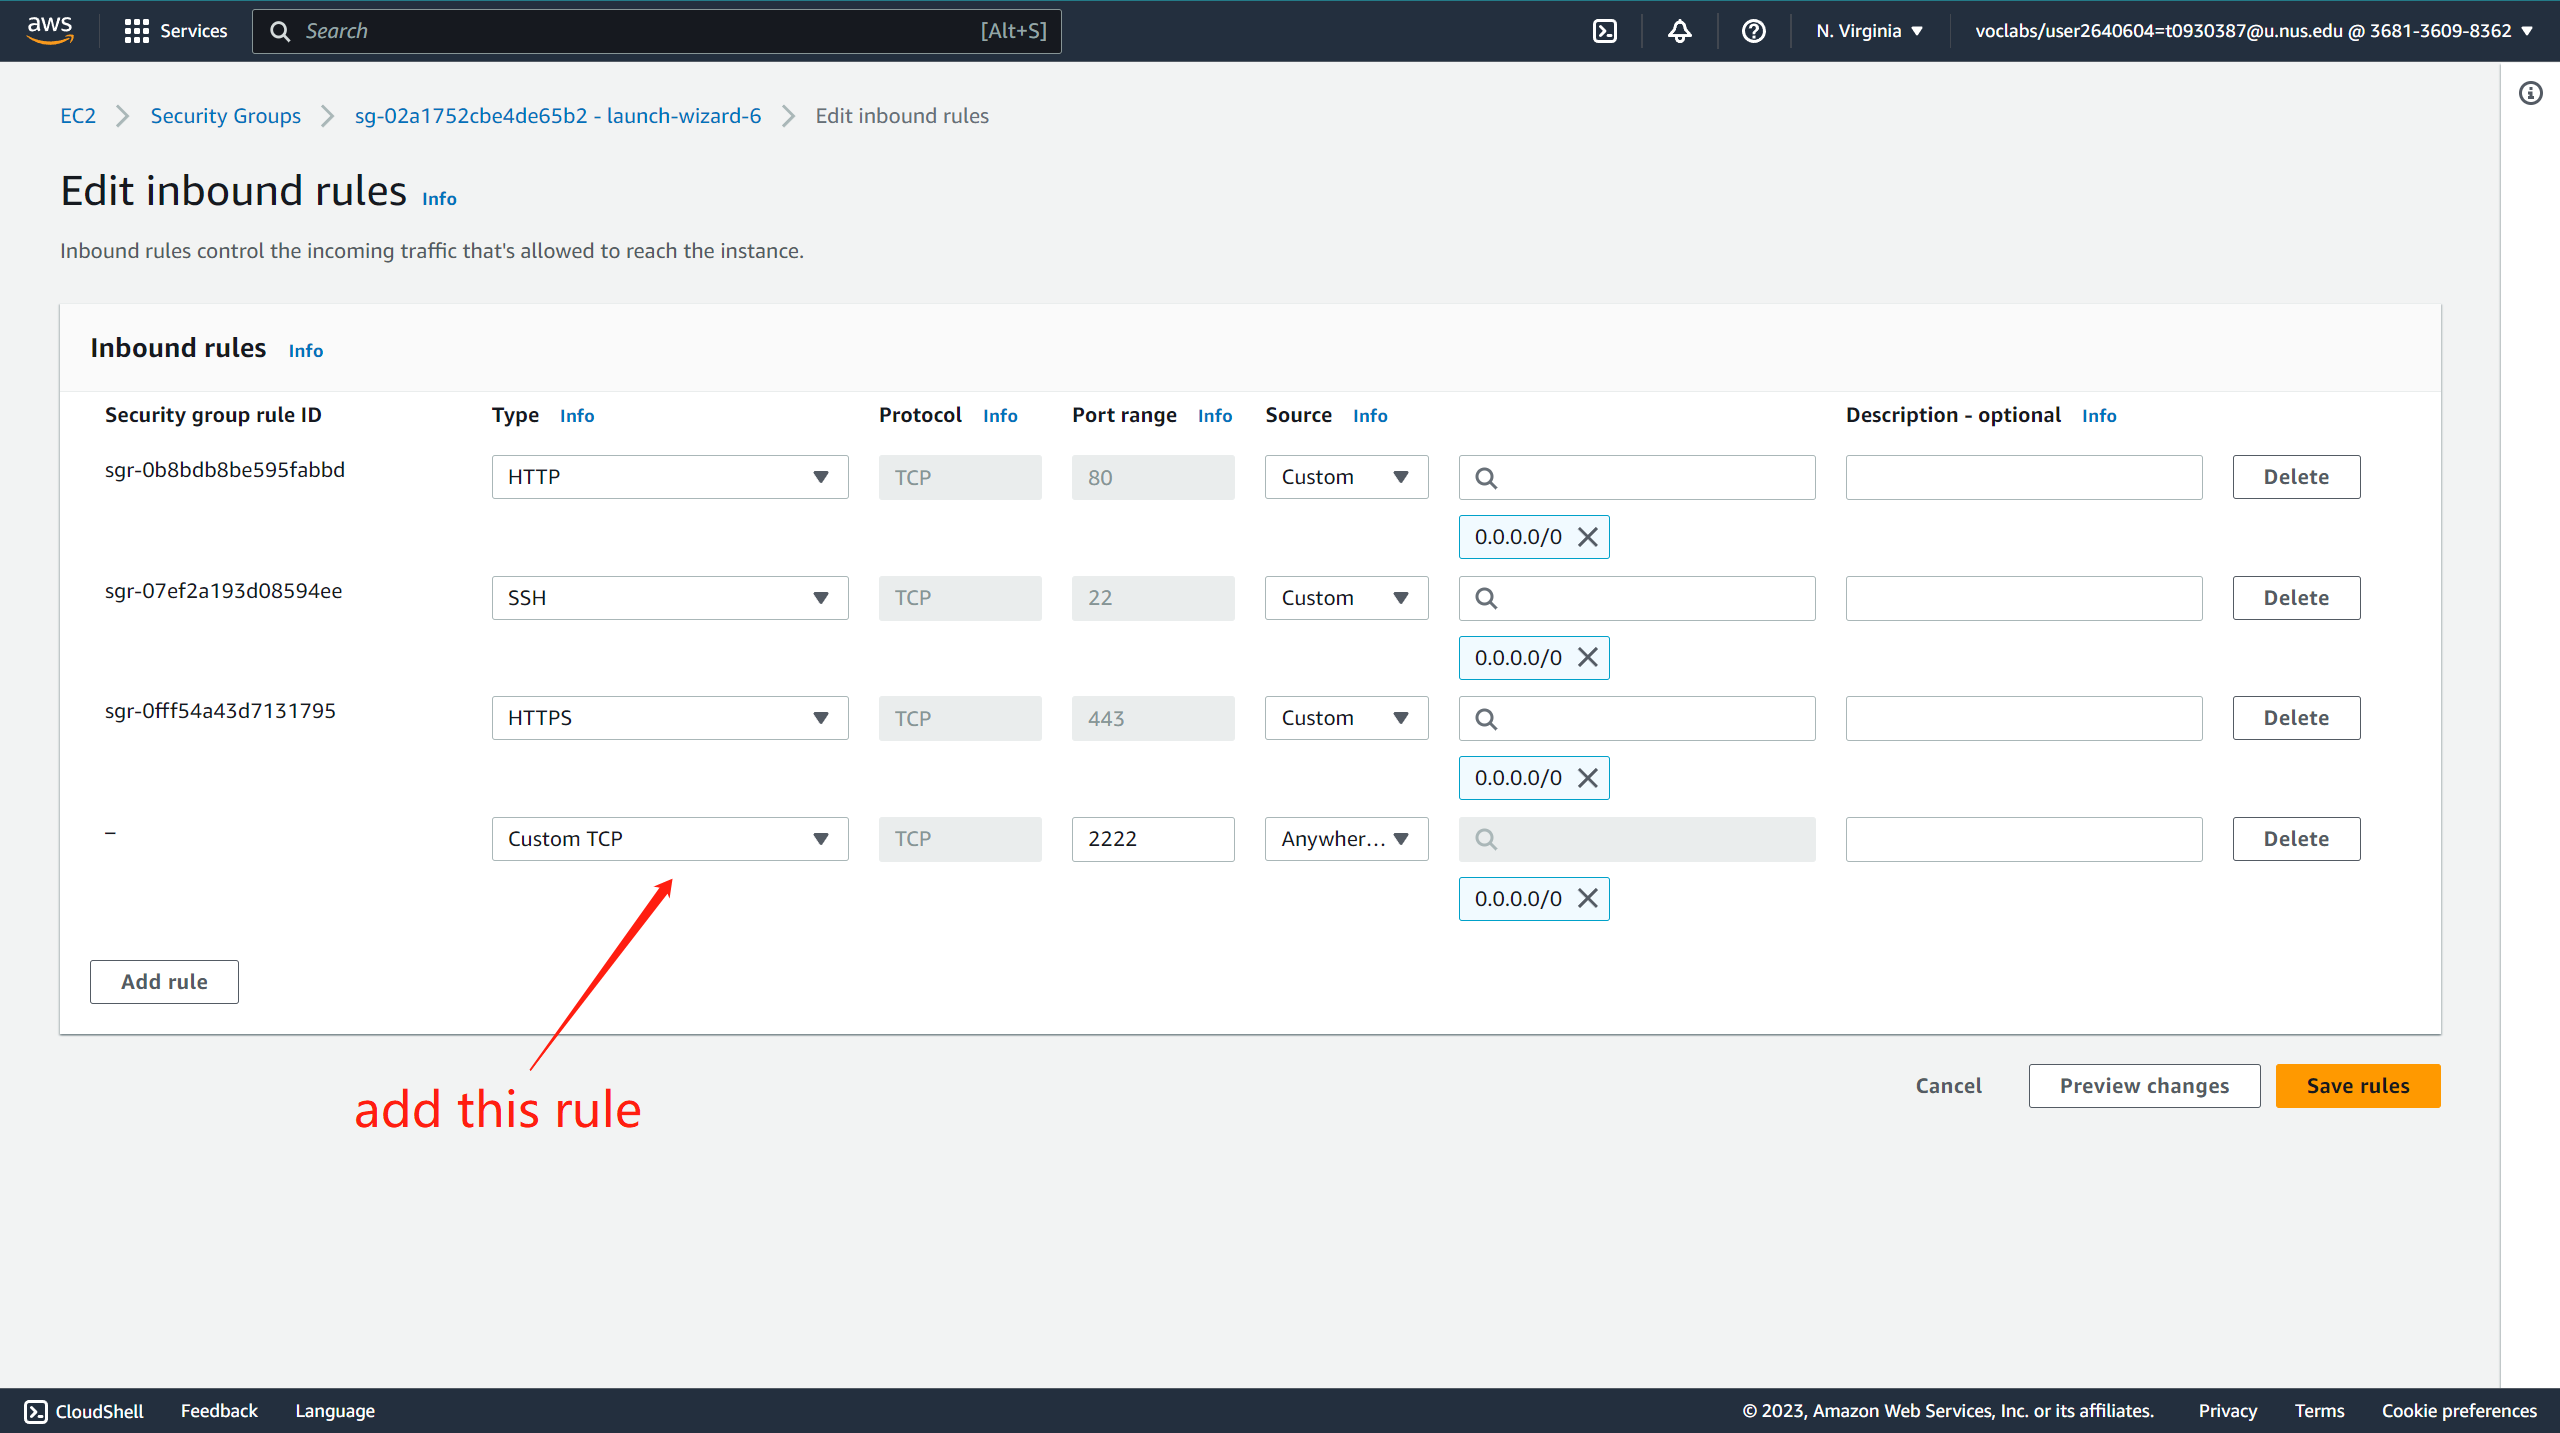 aws Services Search [Alt+S] N. Virginia voclabs/user2640604=t0930387@u.nus.edu @ 3681-3609-8362
EC2 Security Groups sg-02a1752cbe4de65b2 - launch-wizard-6 Edit inbound rules
Edit inbound rules Info
Inbound rules control the incoming traffic that's allowed to reach the instance.
Inbound rules Info
Security group rule ID Type Info Protocol Info Port range Info Source Info Description - optional Info
sgr-0b8bdb8be595fabbd HTTP TCP 80 Custom Delete
0.0.0.0/0
sgr-07ef2a193d08594ee SSH TCP 22 Custom Delete
0.0.0.0/0
sgr-0fff54a43d7131795 HTTPS TCP 443 Custom Delete
0.0.0.0/0
– Custom TCP TCP 2222 Anywher... Delete
0.0.0.0/0
Add rule
Cancel Preview changes Save rules
add this rule
CloudShell Feedback Language © 2023, Amazon Web Services, Inc. or its affiliates. Privacy Terms Cookie preferences